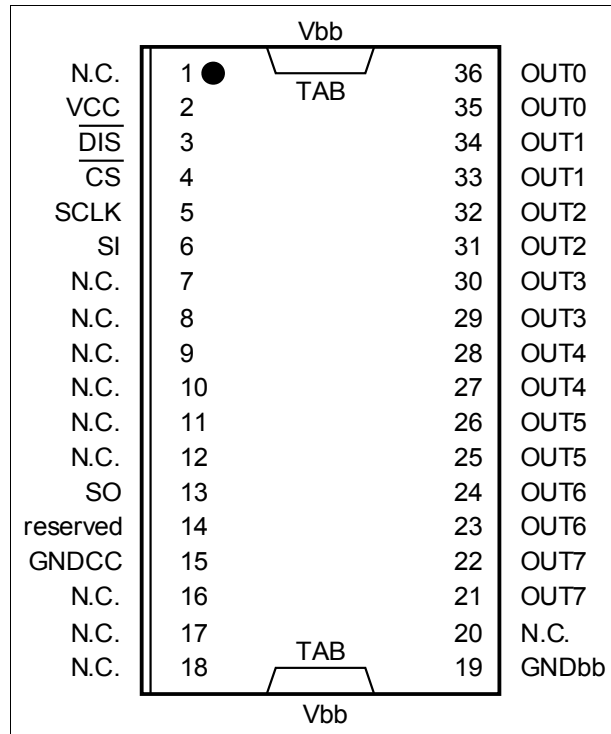 Vbb
TAB
N.C. 1 36 OUT0
VCC 2 35 OUT0
D̅I̅S̅ 3 34 OUT1
C̅S̅ 4 33 OUT1
SCLK 5 32 OUT2
SI 6 31 OUT2
N.C. 7 30 OUT3
N.C. 8 29 OUT3
N.C. 9 28 OUT4
N.C. 10 27 OUT4
N.C. 11 26 OUT5
N.C. 12 25 OUT5
SO 13 24 OUT6
reserved 14 23 OUT6
GNDCC 15 22 OUT7
N.C. 16 21 OUT7
N.C. 17 20 N.C.
N.C. 18 19 GNDbb
TAB
Vbb